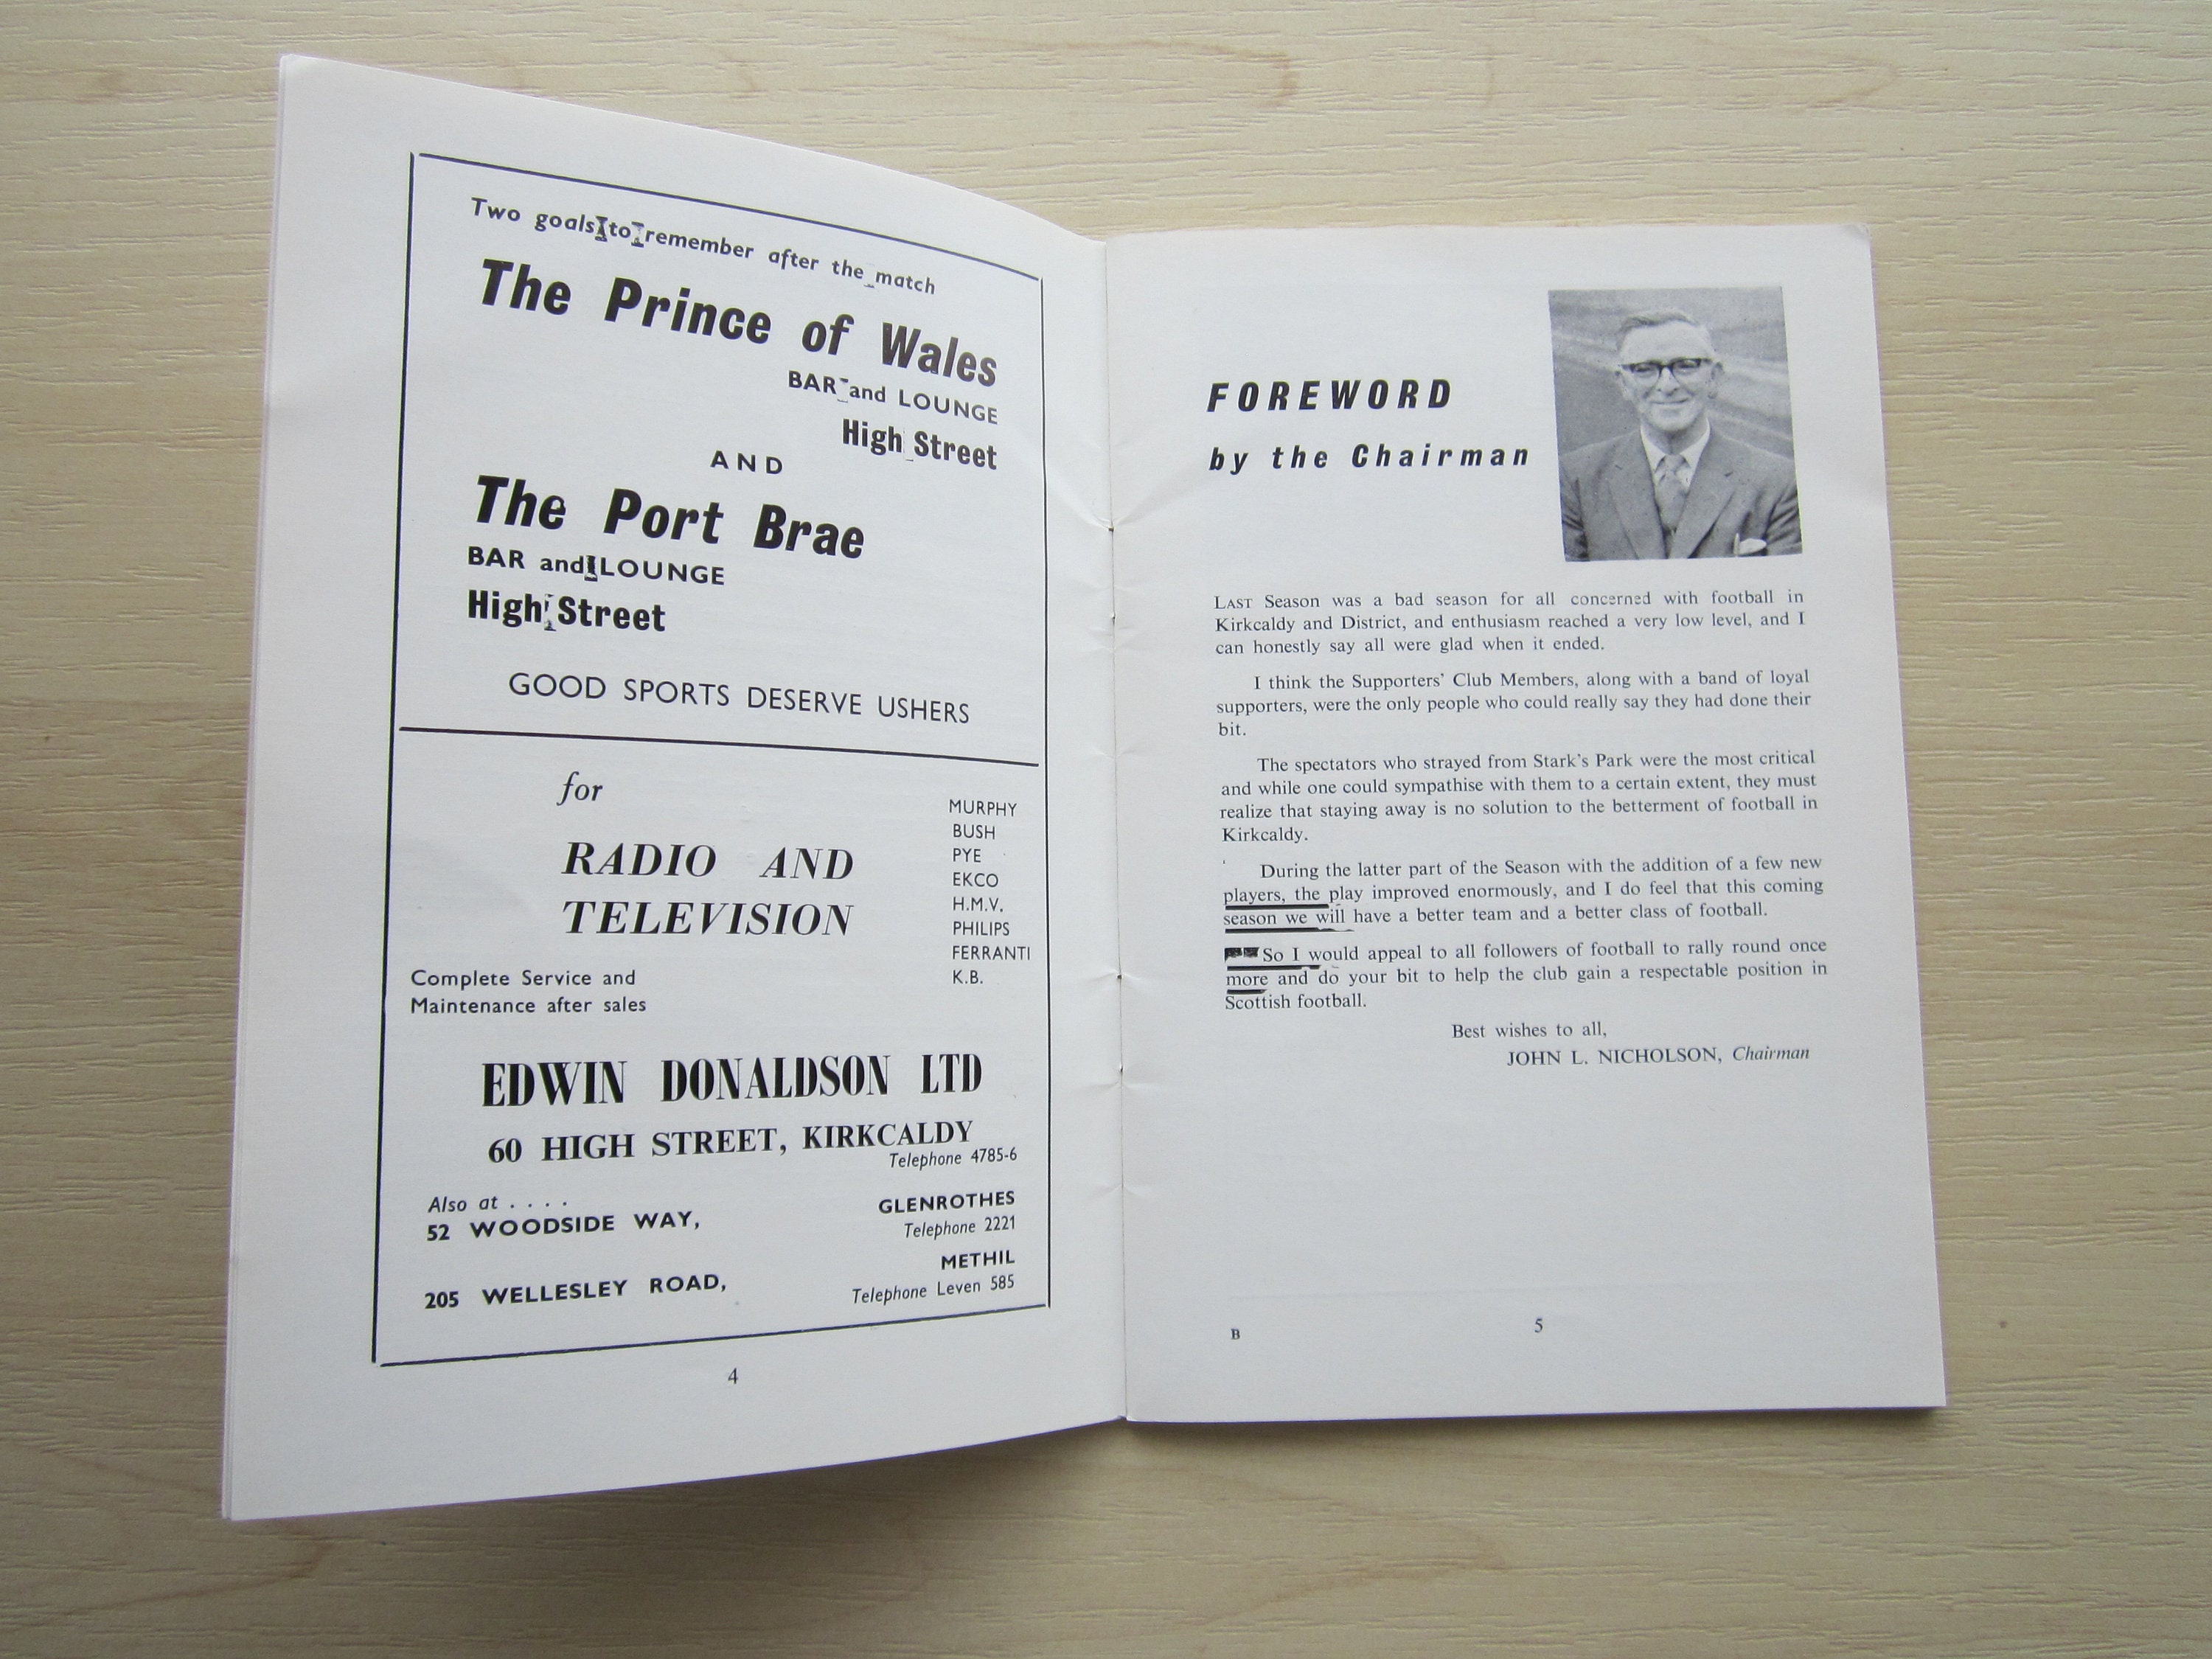 Two goals to remember after the match
The Prince of Wales
BAR and LOUNGE
High Street
AND
The Port Brae
BAR and LOUNGE
High Street
GOOD SPORTS DESERVE USHERS
for
RADIO AND
TELEVISION
MURPHY
BUSH
PYE
EKCO
H.M.V.
PHILIPS
FERRANTI
K.B.
Complete Service and
Maintenance after sales
EDWIN DONALDSON LTD
60 HIGH STREET, KIRKCALDY
Telephone 4785-6
Also at . . . .
52 WOODSIDE WAY, GLENROTHES
Telephone 2221
205 WELLESLEY ROAD, METHIL
Telephone Leven 585
4
FOREWORD
by the Chairman
LAST Season was a bad season for all concerned with football in
Kirkcaldy and District, and enthusiasm reached a very low level, and I
can honestly say all were glad when it ended.
I think the Supporters' Club Members, along with a band of loyal
supporters, were the only people who could really say they had done their
bit.
The spectators who strayed from Stark's Park were the most critical
and while one could sympathise with them to a certain extent, they must
realize that staying away is no solution to the betterment of football in
Kirkcaldy.
During the latter part of the Season with the addition of a few new
players, the play improved enormously, and I do feel that this coming
season we will have a better team and a better class of football.
So I would appeal to all followers of football to rally round once
more and do your bit to help the club gain a respectable position in
Scottish football.
Best wishes to all,
JOHN L. NICHOLSON, Chairman
B
5